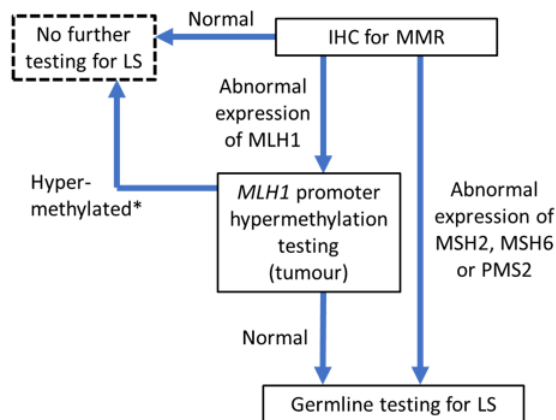 No further
testing for LS
Normal
IHC for MMR
Abnormal
expression
of MLH1
Hyper-
methylated*
MLH1 promoter
hypermethylation
testing
(tumour)
Abnormal
expression of
MSH2, MSH6
or PMS2
Normal
Germline testing for LS